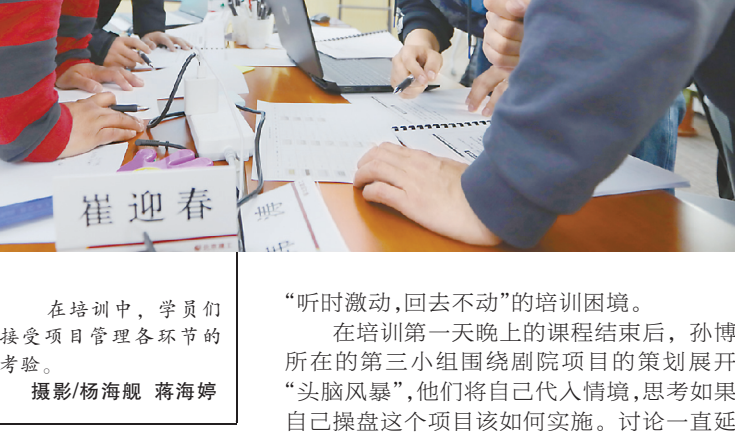 崔迎春
在培训中，学员们
接受项目管理各环节的
考验。
摄影/杨海舰 蒋海婷
“听时激动,回去不动”的培训困境。
在培训第一天晚上的课程结束后，孙博
所在的第三小组围绕剧院项目的策划展开
“头脑风暴”,他们将自己代入情境,思考如果
自己操盘这个项目该如何实施。讨论一直延